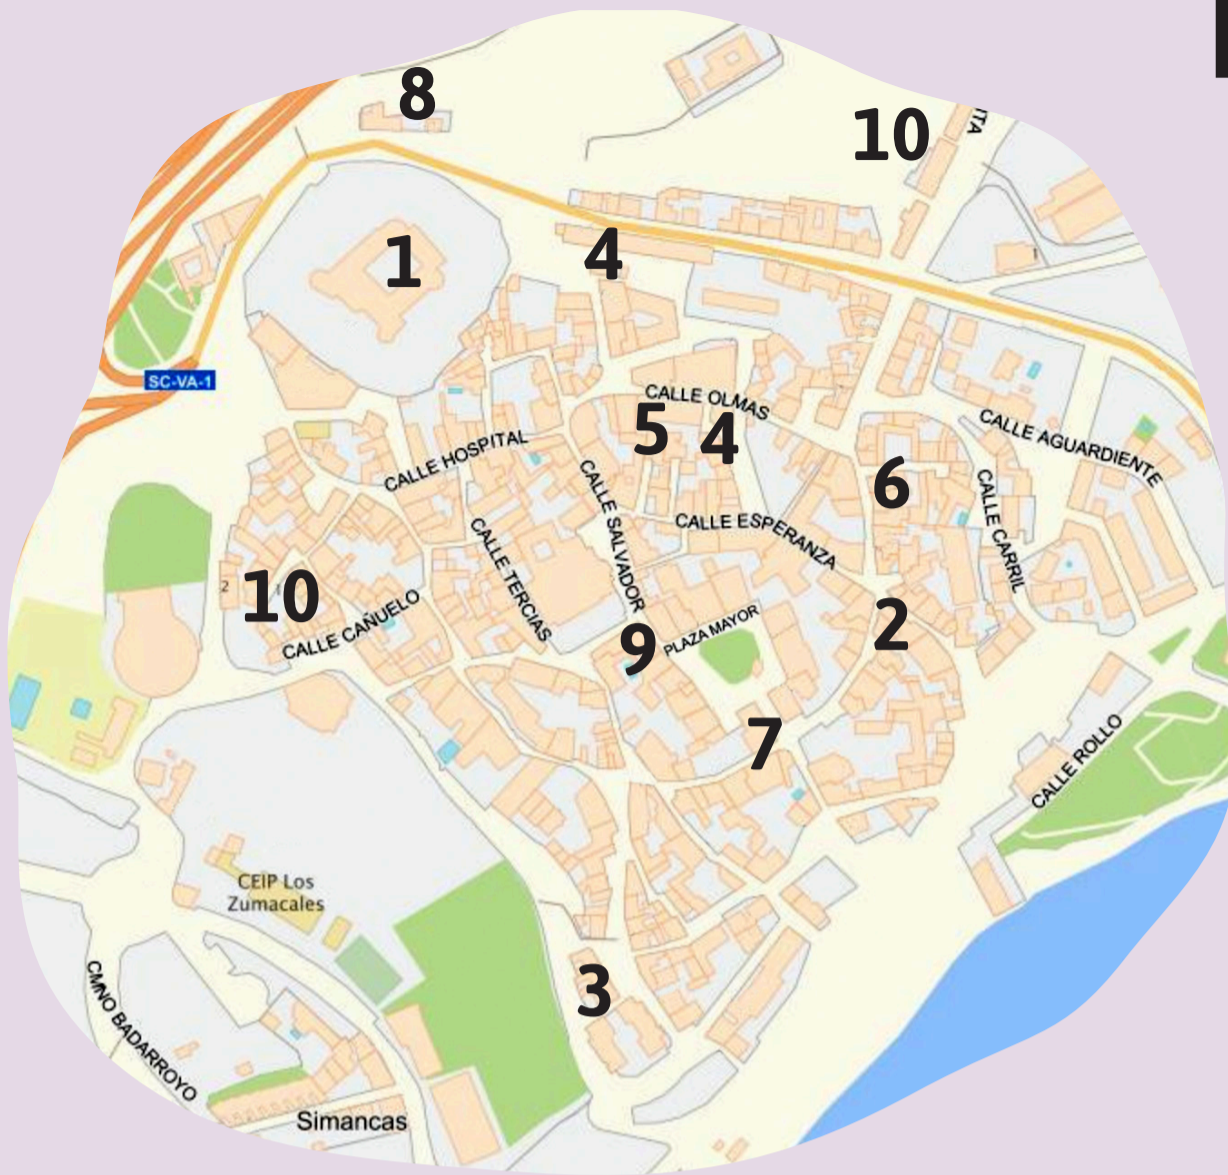 8
10
ITA
1
4
SC-VA-1
CALLE OLMAS
5
4
CALLE AGUARDIENTE
CALLE HOSPITAL
6
CALLE SALVADOR
CALLE CARRIL
CALLE ESPERANZA
CALLE TERCIAS
2
10
CALLE CAÑUELO
2
9
PLAZA MAYOR
7
CALLE ROLLO
CEIP Los
Zumacales
3
CMNO BADARROYO
Simancas